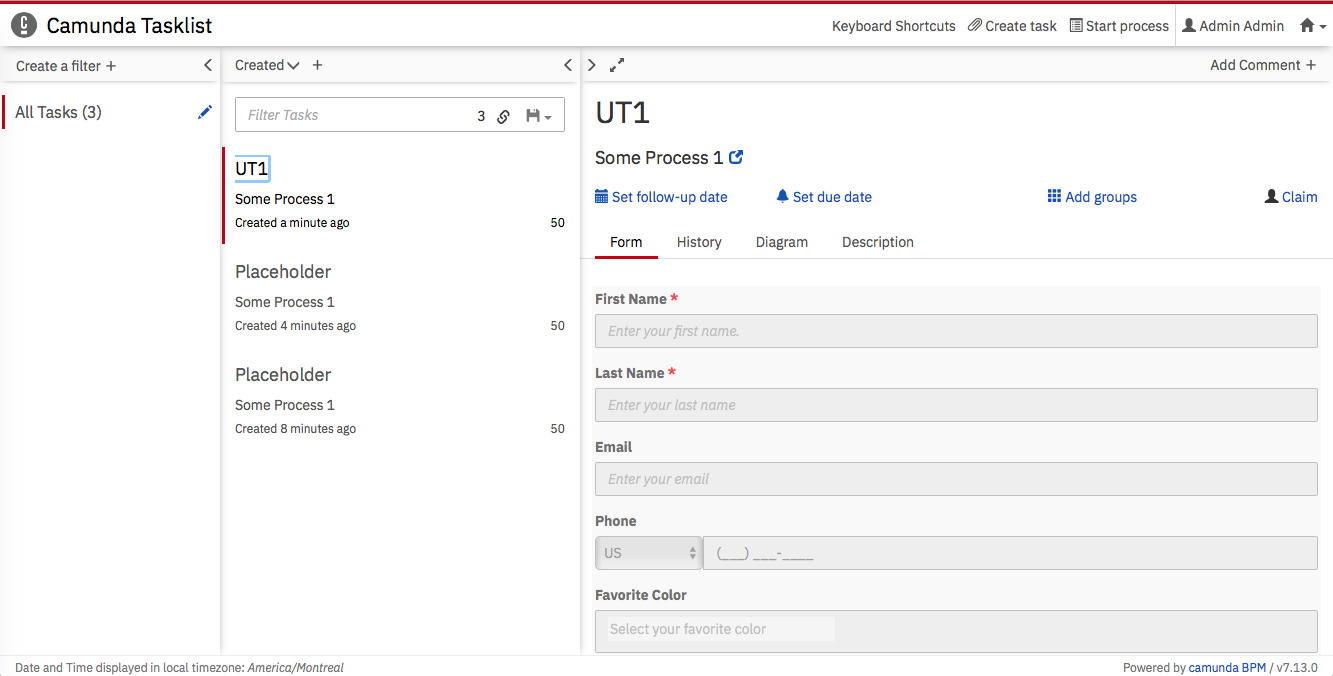 Camunda Tasklist
Keyboard Shortcuts Create task Start process Admin Admin
Create a filter +
All Tasks (3)
Created +
Filter Tasks 3
UT1
Some Process 1
Created a minute ago 50
Placeholder
Some Process 1
Created 4 minutes ago 50
Placeholder
Some Process 1
Created 8 minutes ago 50
Add Comment +
UT1
Some Process 1
Set follow-up date Set due date Add groups Claim
Form History Diagram Description
First Name *
Enter your first name.
Last Name *
Enter your last name
Email
Enter your email
Phone
US (___) ___-____
Favorite Color
Select your favorite color
Date and Time displayed in local timezone: America/Montreal
Powered by camunda BPM / v7.13.0